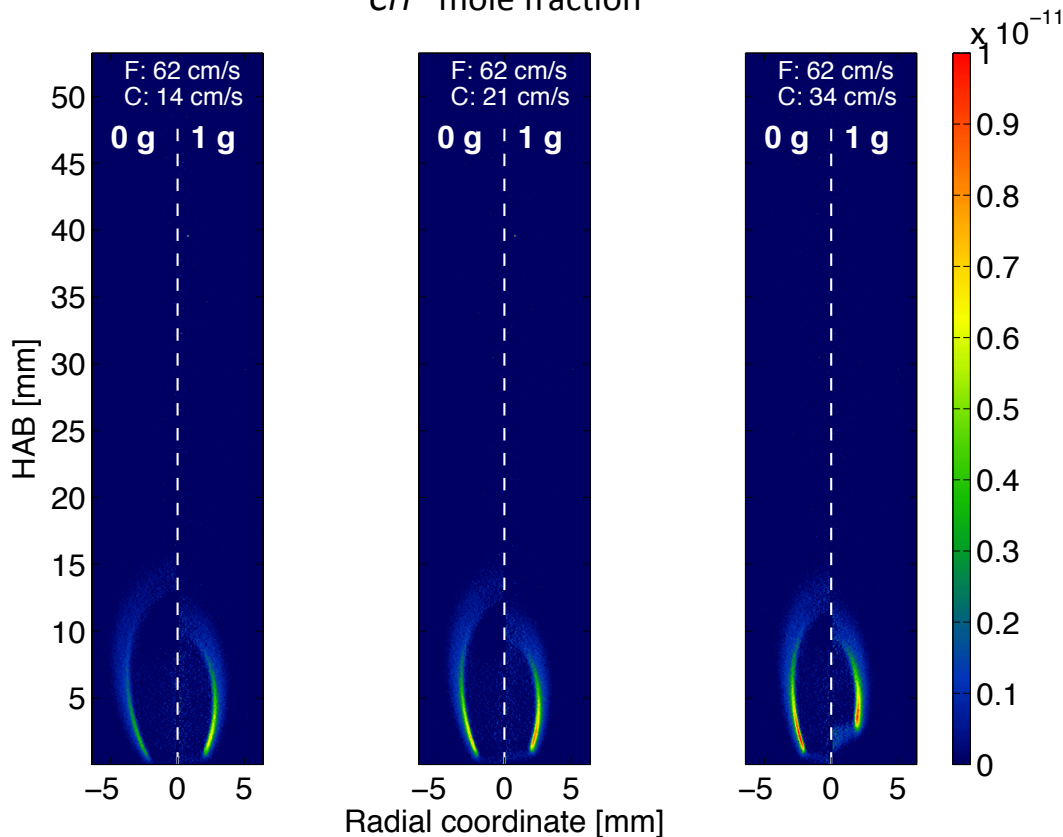 mole fraction
x 10⁻¹¹
F: 62 cm/s
C: 14 cm/s
0 g 1 g
F: 62 cm/s
C: 21 cm/s
0 g 1 g
F: 62 cm/s
C: 34 cm/s
0 g 1 g
50
45
40
35
30
25
20
15
10
5
HAB [mm]
−5 0 5
−5 0 5
−5 0 5
Radial coordinate [mm]
1
0.9
0.8
0.7
0.6
0.5
0.4
0.3
0.2
0.1
0